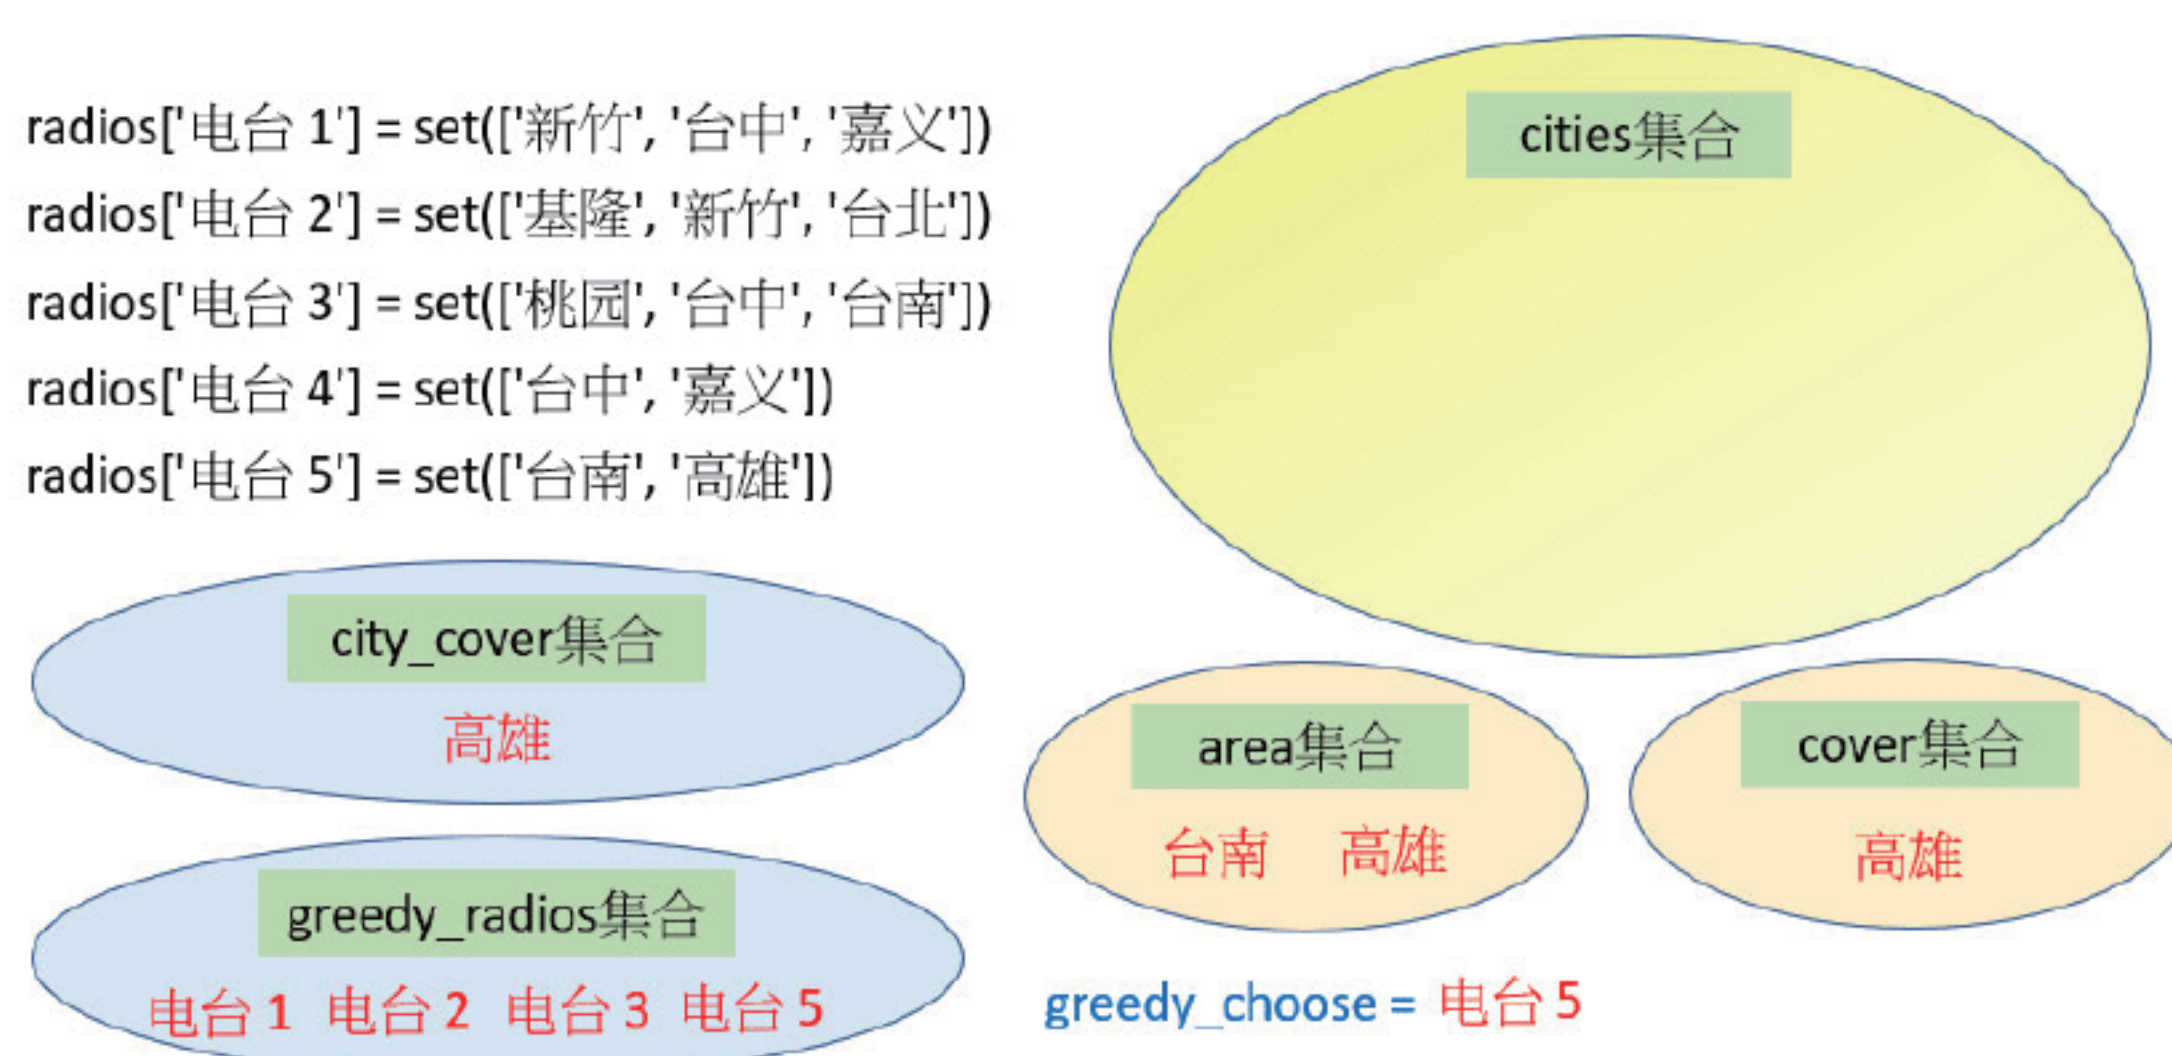 radios['电台 1'] = set(['新竹', '台中', '嘉义'])
radios['电台 2'] = set(['基隆', '新竹', '台北'])
radios['电台 3'] = set(['桃园', '台中', '台南'])
radios['电台 4'] = set(['台中', '嘉义'])
radios['电台 5'] = set(['台南', '高雄'])
cities集合
city_cover集合
高雄
greedy_radios集合
电台 1 电台 2 电台 3 电台 5
area集合
台南 高雄
cover集合
高雄
greedy_choose = 电台 5